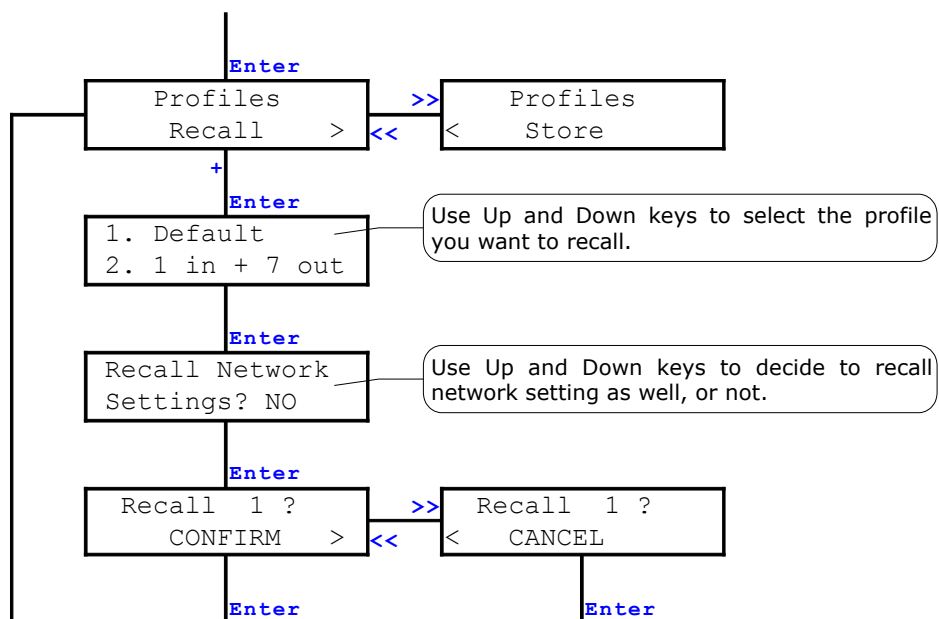 Enter
Profiles
Recall >
>>
<<
Profiles
< Store
+
Enter
1. Default
2. 1 in + 7 out
Use Up and Down keys to select the profile
you want to recall.
Enter
Recall Network
Settings? NO
Use Up and Down keys to decide to recall
network setting as well, or not.
Enter
Recall 1 ?
CONFIRM >
>>
<<
Recall 1 ?
< CANCEL
Enter
Enter